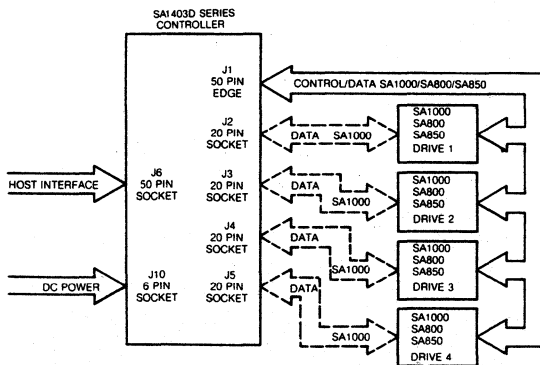 SA1403D SERIES
CONTROLLER
J1
50 PIN
EDGE
CONTROL/DATA SA1000/SA800/SA850
J2
20 PIN
SOCKET
DATA SA1000
SA1000
SA800
SA850
DRIVE 1
HOST INTERFACE
J6
50 PIN
SOCKET
J3
20 PIN
SOCKET
DATA
SA1000
SA1000
SA800
SA850
DRIVE 2
J4
20 PIN
SOCKET
DATA
SA1000
SA1000
SA800
SA850
DRIVE 3
DC POWER
J10
6 PIN
SOCKET
J5
20 PIN
SOCKET
DATA
SA1000
SA1000
SA800
SA850
DRIVE 4